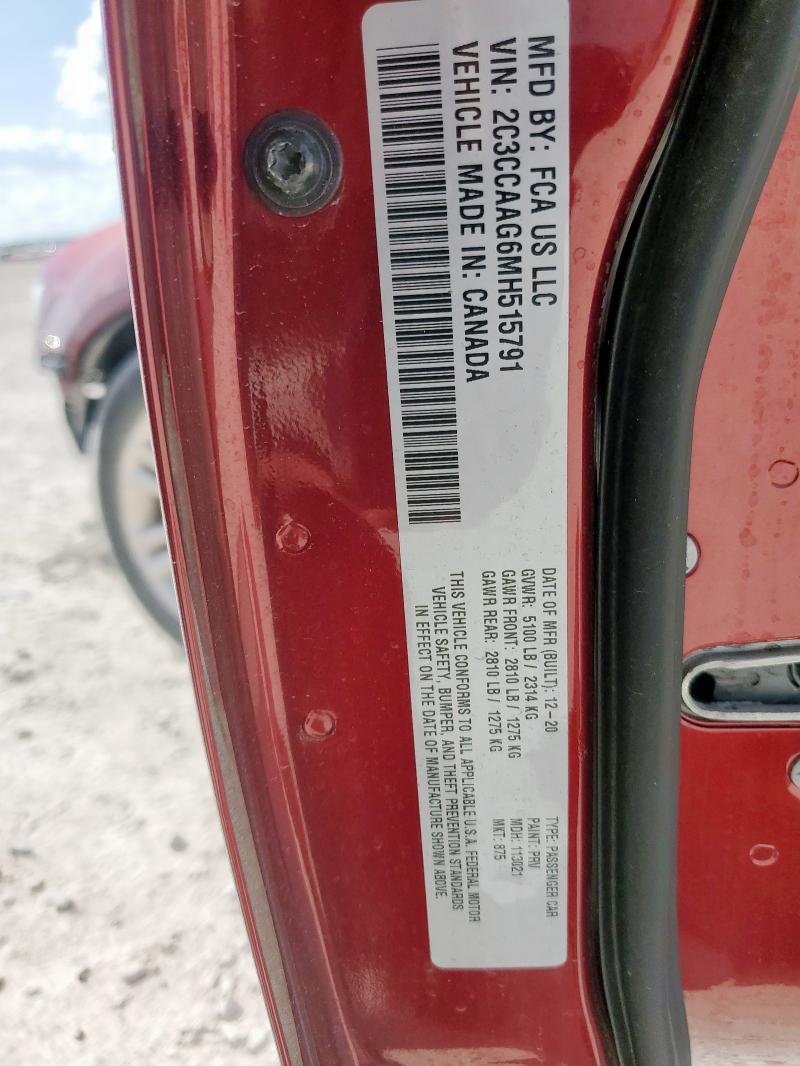 MFD BY: FCA US LLC
VIN: 2C3CCAAG6MH515791
VEHICLE MADE IN: CANADA
DATE OF MFR (BUILT): 12-20
GVWR: 5100 LB/ 2314 KG
GAWR FRONT: 2810 LB/ 1275 KG
GAWR REAR: 2810 LB/ 1275 KG
THIS VEHICLE CONFORMS TO ALL APPLICABLE U.S.A. FEDERAL MOTOR
VEHICLE SAFETY, BUMPER, AND THEFT PREVENTION STANDARDS
IN EFFECT ON THE DATE OF MANUFACTURE SHOWN ABOVE.
TYPE: PASSENGER CAR
PAINT: PRV
MDH: 113021
MKT: 875